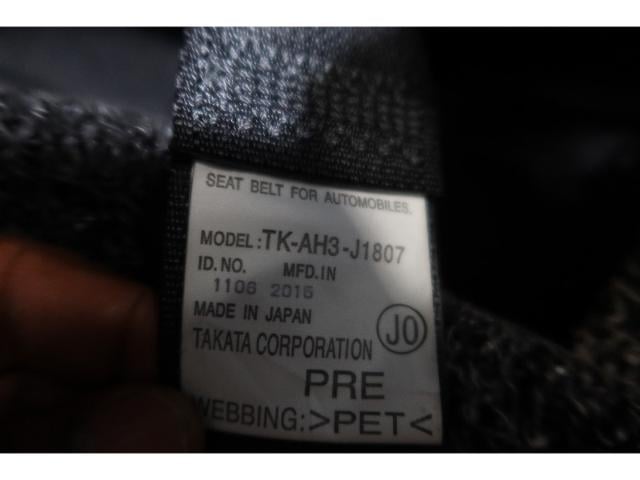 SEAT BELT FOR AUTOMOBILES.
MODEL:TK-AH3-J1807
ID.NO. MFD.IN
1106 2015
MADE IN JAPAN
JO
TAKATA CORPORATION
PRE
WEBBING:>PET<